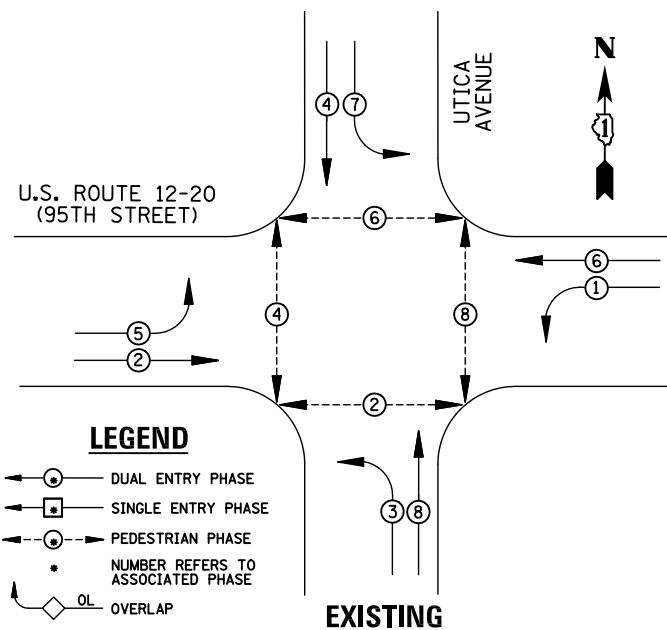 4 7
UTICA
AVENUE
N
1
U.S. ROUTE 12-20
(95TH STREET)
6
6
1
4
8
5
2
2
LEGEND
* DUAL ENTRY PHASE
* SINGLE ENTRY PHASE
* PEDESTRIAN PHASE
* NUMBER REFERS TO
ASSOCIATED PHASE
OL OVERLAP
3 8
EXISTING